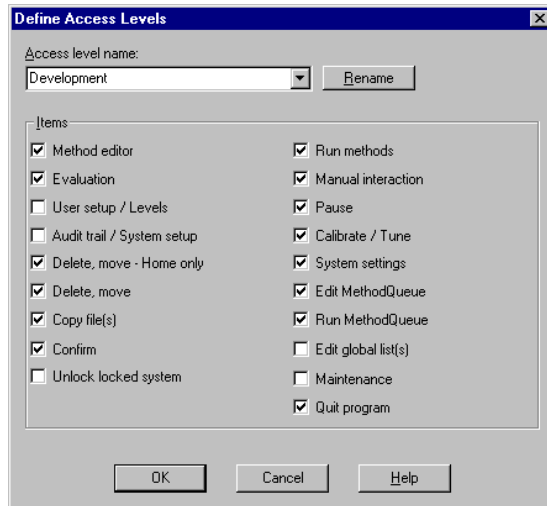 Define Access Levels
Access level name:
Development
Rename
Items
Method editor
Evaluation
User setup / Levels
Audit trail / System setup
Delete, move - Home only
Delete, move
Copy file(s)
Confirm
Unlock locked system
Run methods
Manual interaction
Pause
Calibrate / Tune
System settings
Edit MethodQueue
Run MethodQueue
Edit global list(s)
Maintenance
Quit program
OK
Cancel
Help